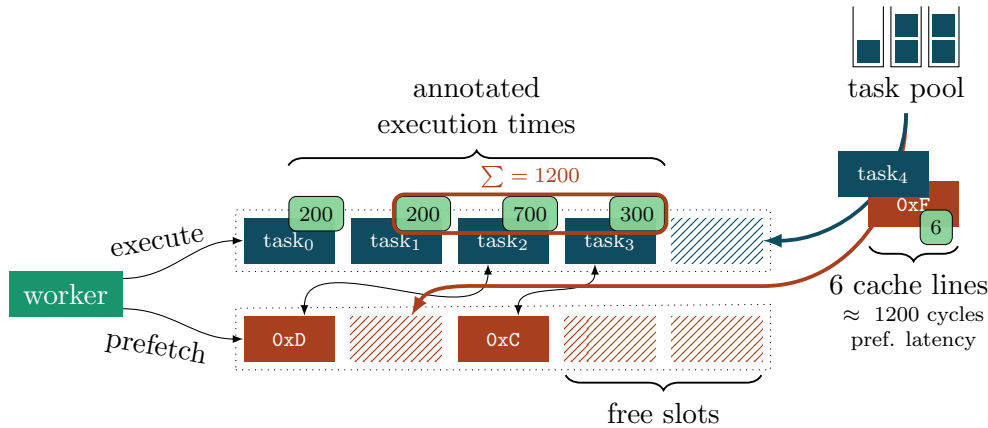 task pool
annotated
execution times
∑ = 1200
200
200
700
300
task₄
0xF
6
execute
task₀
task₁
task₂
task₃
worker
6 cache lines
≈ 1200 cycles
pref. latency
prefetch
0xD
0xC
free slots